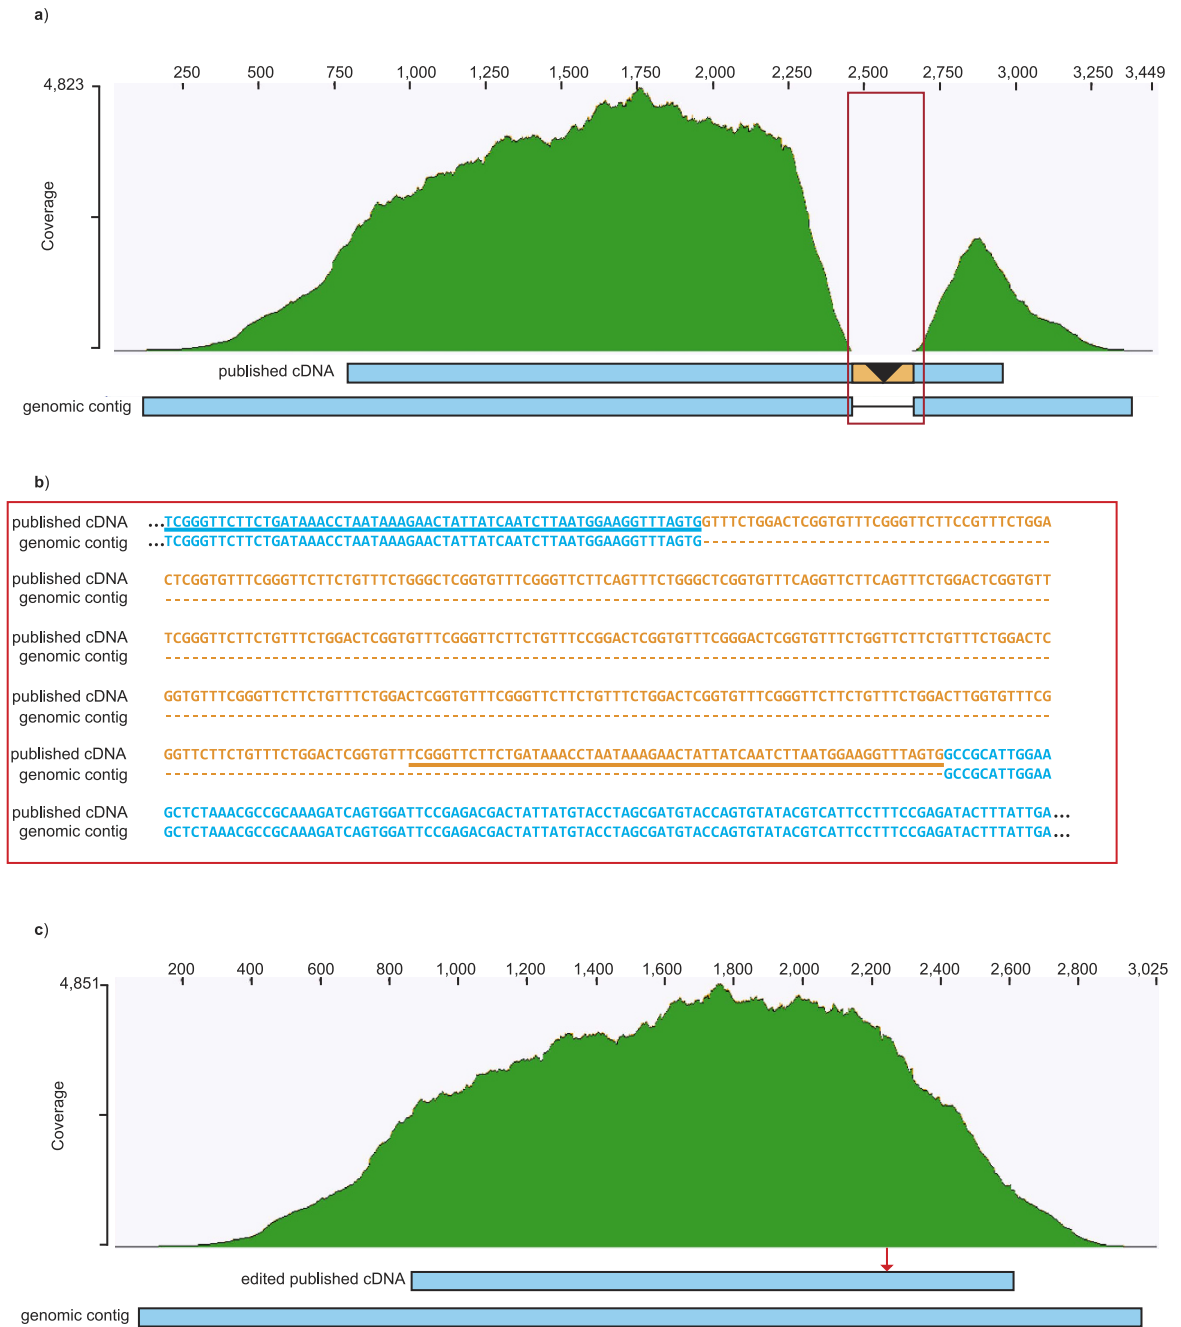 a)
250 500 750 1,000 1,250 1,500 1,750 2,000 2,250 2,500 2,750 3,000 3,250 3,449
4,823
Coverage
published cDNA
genomic contig
b)
published cDNA ...TCGGGTTCTTCTGATAAACCTAATAAAGAACTATTATCAATCTTAATGGAAGGTTTAGTGGTTTCTGGACTCGGTGTTTCGGGTTCTTCCGTTTCTGGA
genomic contig ...TCGGGTTCTTCTGATAAACCTAATAAAGAACTATTATCAATCTTAATGGAAGGTTTAGTG----------------------------------------
published cDNA CTCGGTGTTTCGGGTTCTTCTGTTTCTGGGCTCGGTGTTTCGGGTTCTTCAGTTTCTGGGCTCGGTGTTTCAGGTTCTTCAGTTTCTGGACTCGGTGTT
genomic contig ---------------------------------------------------------------------------------------------------
published cDNA TCGGGTTCTTCTGTTTCTGGACTCGGTGTTTCGGGTTCTTCTGTTTCCGGACTCGGTGTTTCGGGACTCGGTGTTTCTGGTTCTTCTGTTTCTGGACTC
genomic contig ---------------------------------------------------------------------------------------------------
published cDNA GGTGTTTCGGGTTCTTCTGTTTCTGGACTCGGTGTTTCGGGTTCTTCTGTTTCTGGACTCGGTGTTTCGGGTTCTTCTGTTTCTGGACTTGGTGTTTCG
genomic contig ---------------------------------------------------------------------------------------------------
published cDNA GGTTCTTCTGTTTCTGGACTCGGTGTTTCGGGTTCTTCTGATAAACCTAATAAAGAACTATTATCAATCTTAATGGAAGGTTTAGTGGCCGCATTGGAA
genomic contig ---------------------------------------------------------------------------------------GCCGCATTGGAA
published cDNA GCTCTAAACGCCGCAAAGATCAGTGGATTCCGAGACGACTATTATGTACCTAGCGATGTACCAGTGTATACGTCATTCCTTTCCGAGATACTTTATTGA...
genomic contig GCTCTAAACGCCGCAAAGATCAGTGGATTCCGAGACGACTATTATGTACCTAGCGATGTACCAGTGTATACGTCATTCCTTTCCGAGATACTTTATTGA...
c)
200 400 600 800 1,000 1,200 1,400 1,600 1,800 2,000 2,200 2,400 2,600 2,800 3,025
4,851
Coverage
edited published cDNA
genomic contig